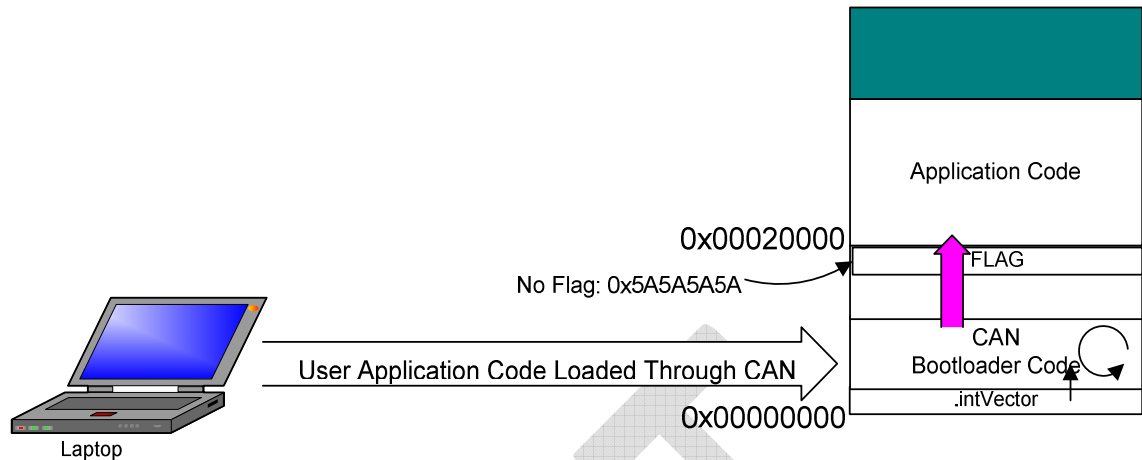 Application Code
0x00020000
FLAG
No Flag: 0x5A5A5A5A
CAN
Bootloader Code
User Application Code Loaded Through CAN
.intVector
0x00000000
Laptop